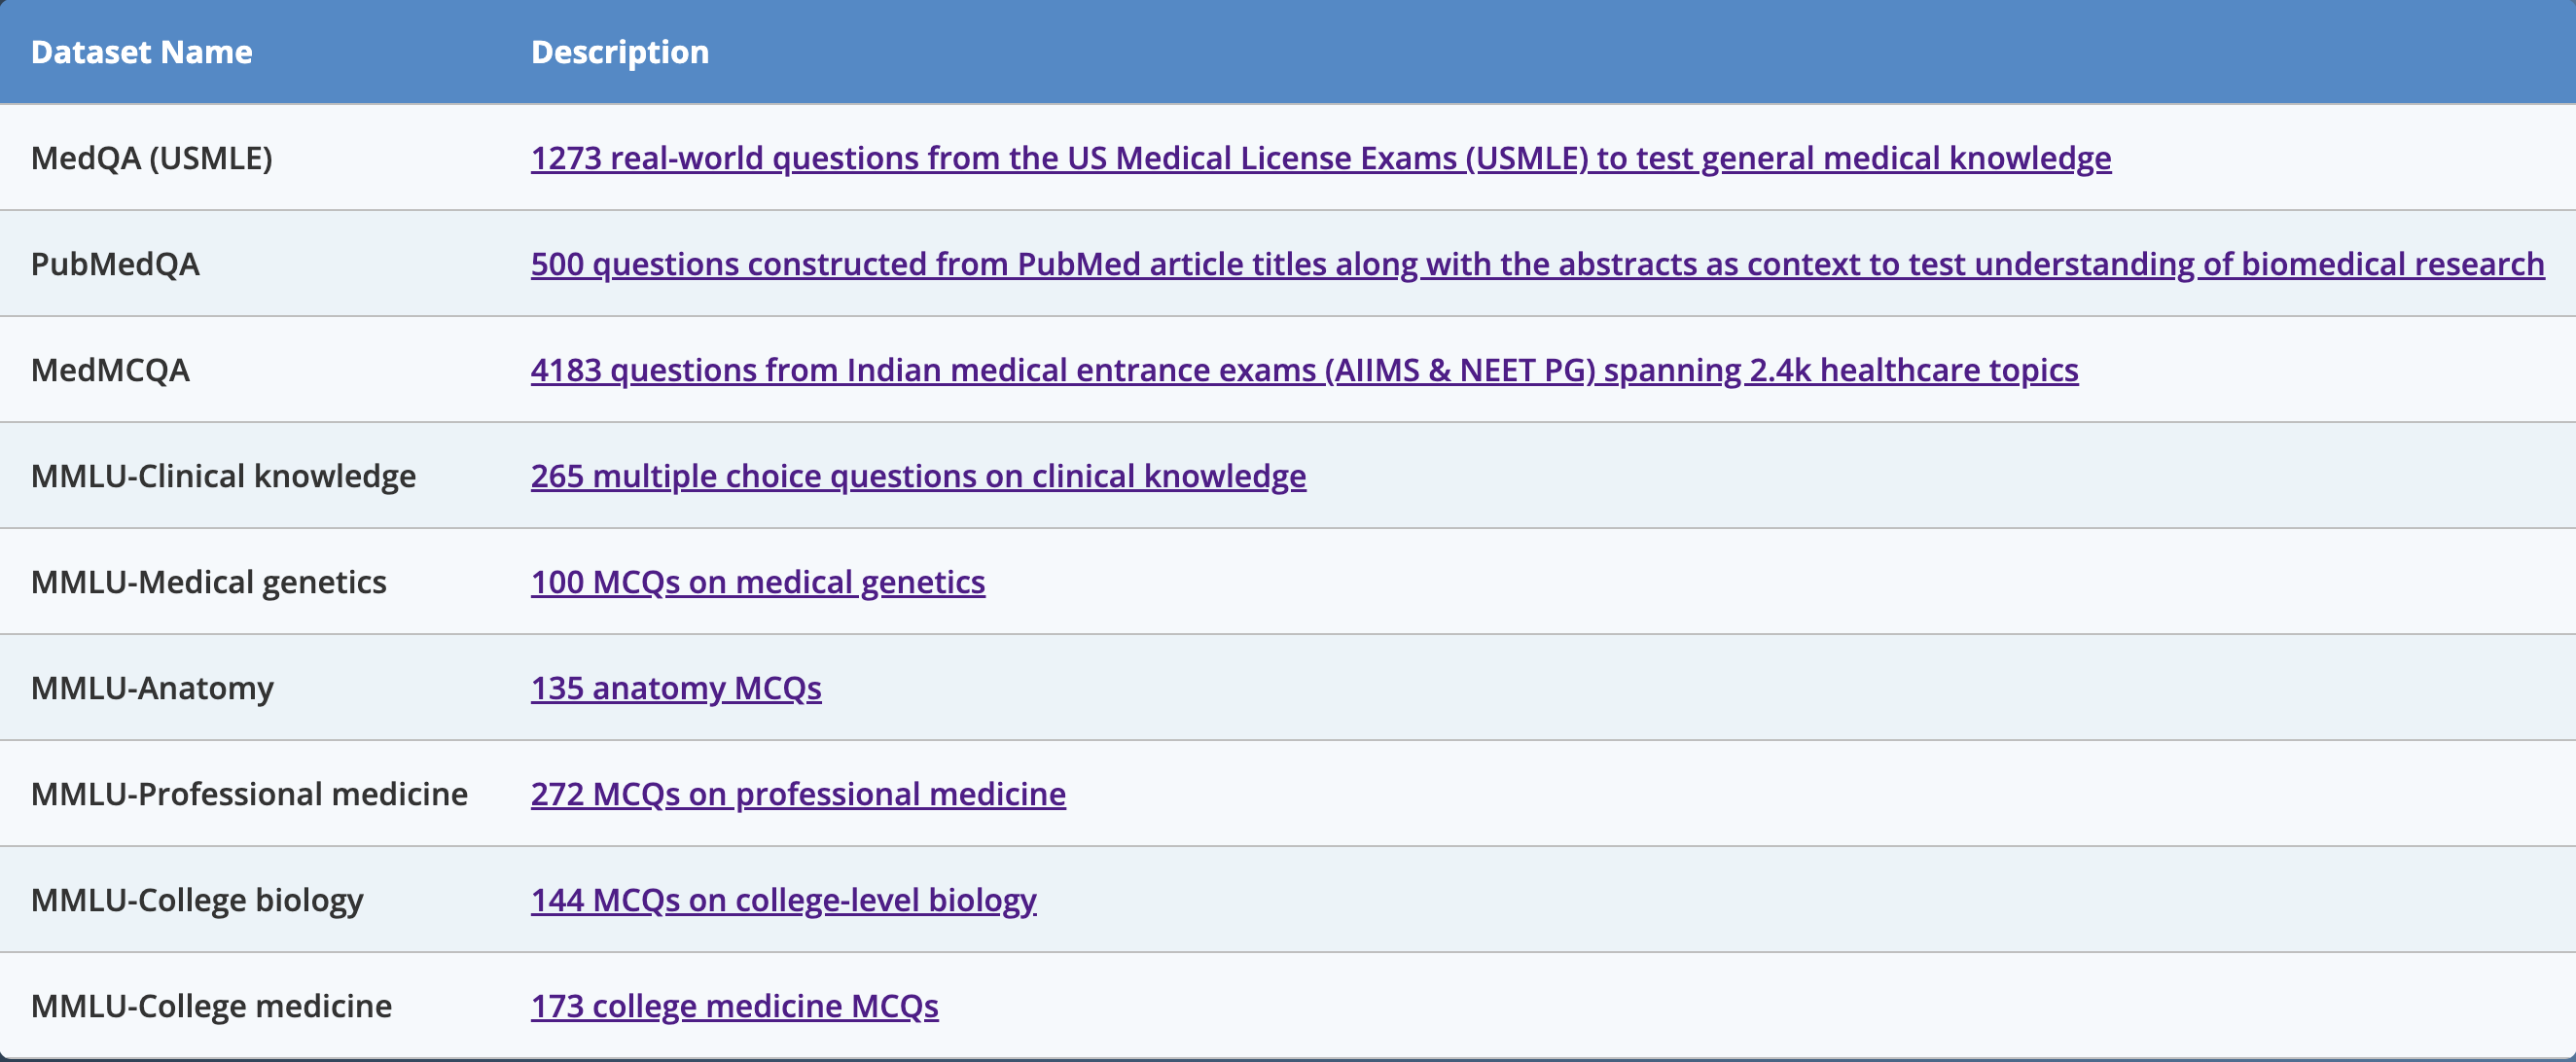 Dataset Name Description
MedQA (USMLE) 1273 real-world questions from the US Medical License Exams (USMLE) to test general medical knowledge
PubMedQA 500 questions constructed from PubMed article titles along with the abstracts as context to test understanding of biomedical research
MedMCQA 4183 questions from Indian medical entrance exams (AIIMS & NEET PG) spanning 2.4k healthcare topics
MMLU-Clinical knowledge 265 multiple choice questions on clinical knowledge
MMLU-Medical genetics 100 MCQs on medical genetics
MMLU-Anatomy 135 anatomy MCQs
MMLU-Professional medicine 272 MCQs on professional medicine
MMLU-College biology 144 MCQs on college-level biology
MMLU-College medicine 173 college medicine MCQs